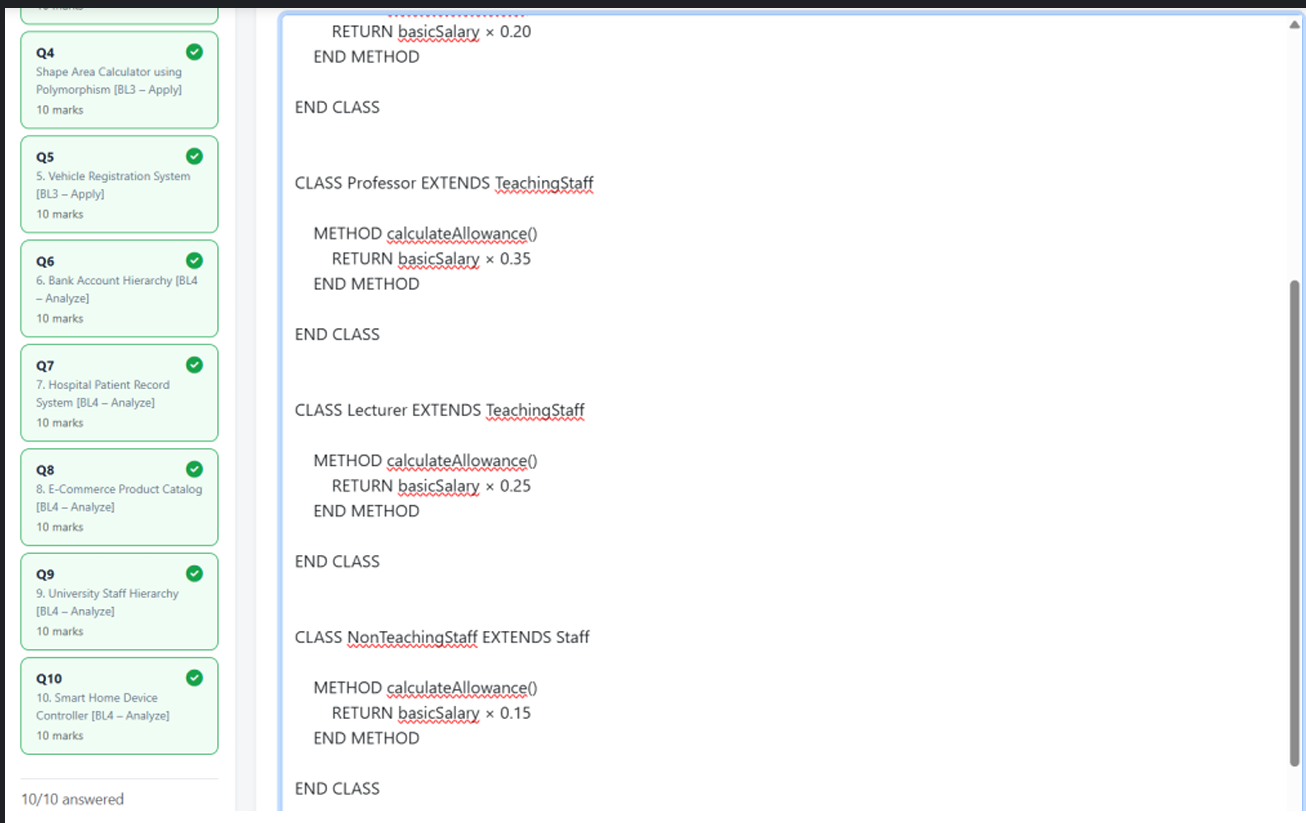 Q4
Shape Area Calculator using
Polymorphism [BL3 – Apply]
10 marks
Q5
5. Vehicle Registration System
[BL3 – Apply]
10 marks
Q6
6. Bank Account Hierarchy [BL4
– Analyze]
10 marks
Q7
7. Hospital Patient Record
System [BL4 – Analyze]
10 marks
Q8
8. E-Commerce Product Catalog
[BL4 – Analyze]
10 marks
Q9
9. University Staff Hierarchy
[BL4 – Analyze]
10 marks
Q10
10. Smart Home Device
Controller [BL4 – Analyze]
10 marks
10/10 answered
RETURN basicSalary × 0.20
END METHOD
END CLASS
CLASS Professor EXTENDS TeachingStaff
METHOD calculateAllowance()
RETURN basicSalary × 0.35
END METHOD
END CLASS
CLASS Lecturer EXTENDS TeachingStaff
METHOD calculateAllowance()
RETURN basicSalary × 0.25
END METHOD
END CLASS
CLASS NonTeachingStaff EXTENDS Staff
METHOD calculateAllowance()
RETURN basicSalary × 0.15
END METHOD
END CLASS